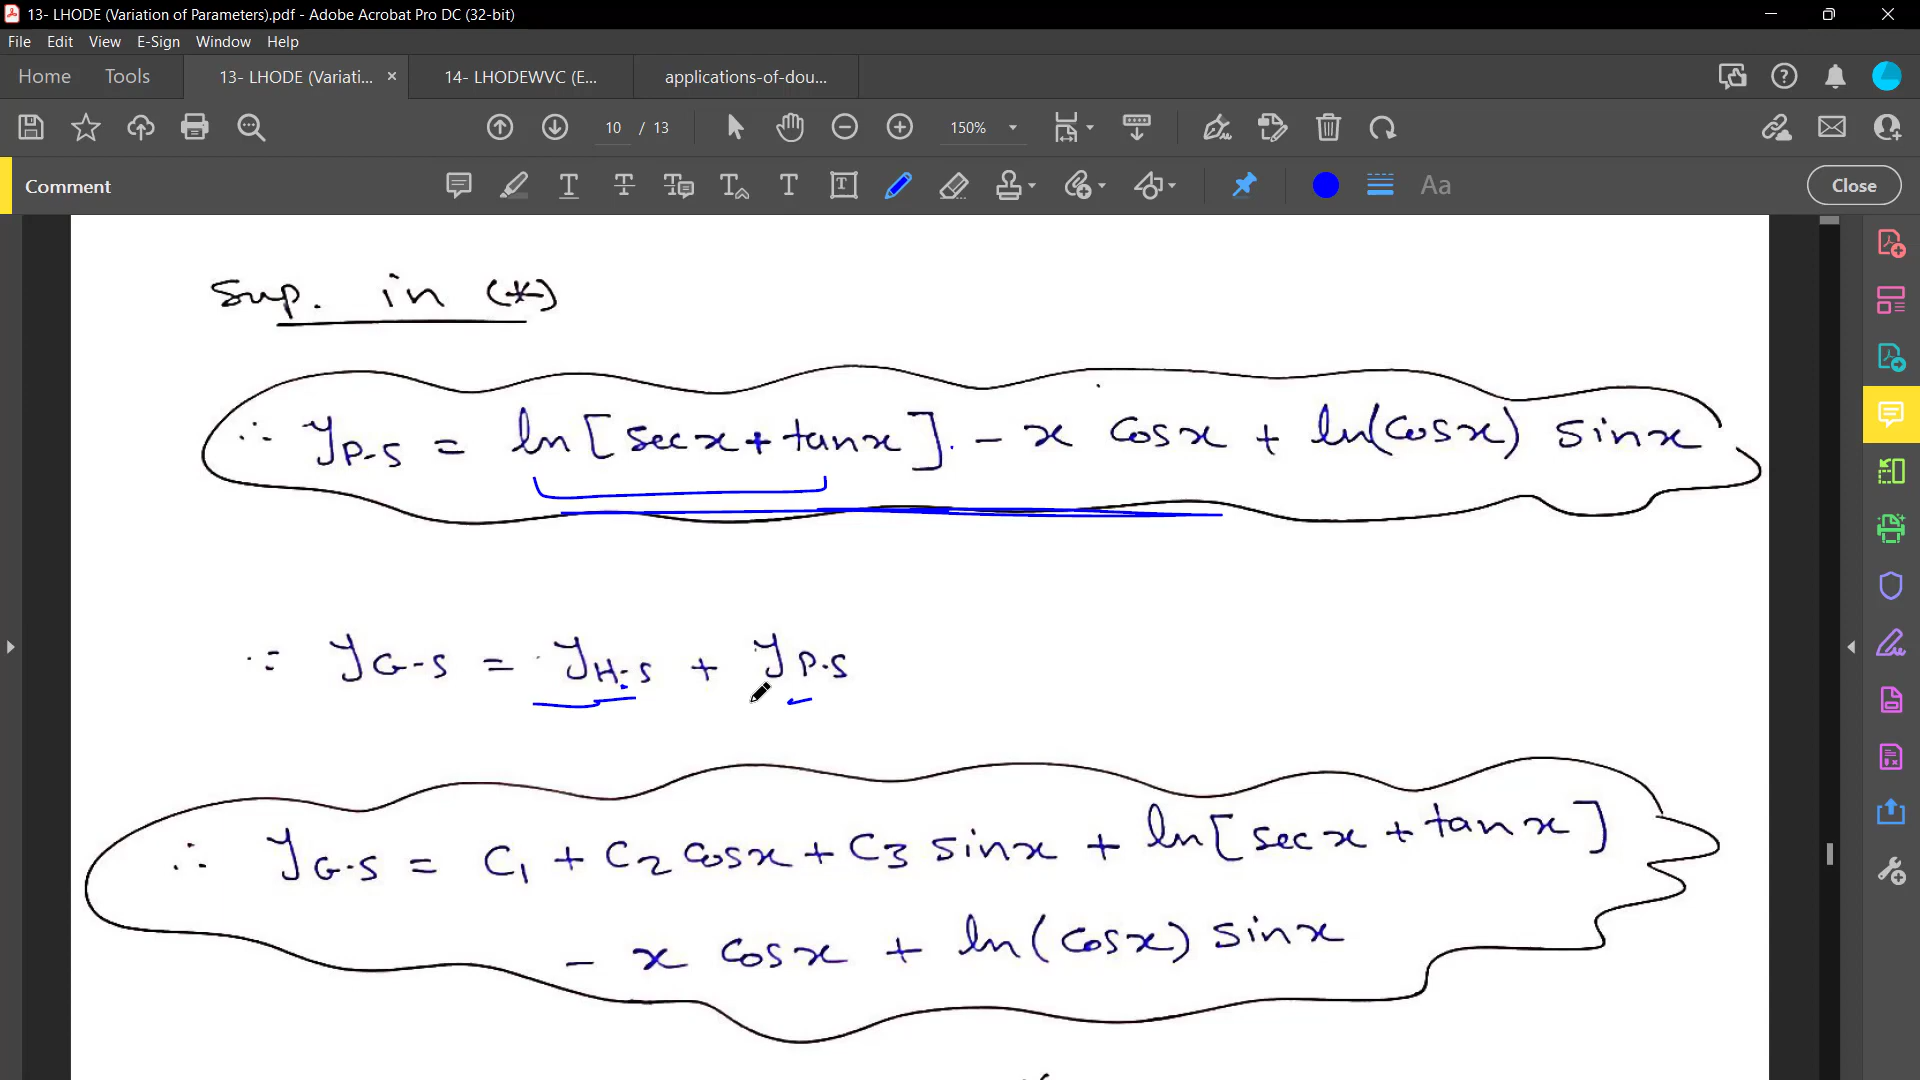 13- LHODE (Variation of Parameters).pdf - Adobe Acrobat Pro DC (32-bit)
File Edit View E-Sign Window Help
Home Tools 13- LHODE (Variati... × 14- LHODEWVC (E... applications-of-dou...
10 / 13 150%
Comment Aa Close
Sup. in (*)
∴ yP-S = ln[secx + tanx] - x cosx + ln(cosx) sinx
∵ yG-S = yH-S + yP-S
∴ yG-S = C1 + C2 cosx + C3 sinx + ln[secx + tanx]
- x cosx + ln(cosx) sinx